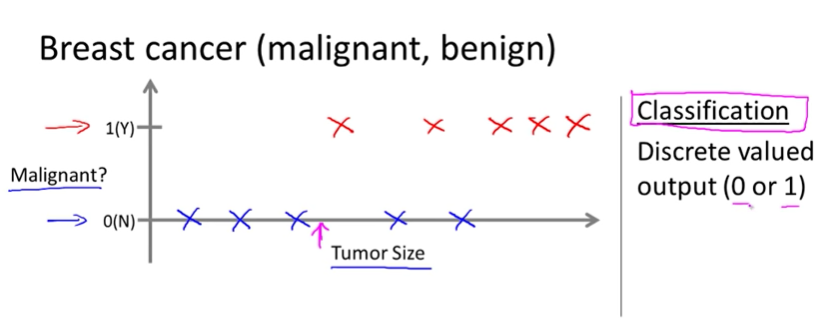 Breast cancer (malignant, benign)
1(Y)
Malignant?
0(N)
Tumor Size
Classification
Discrete valued
output (0 or 1)